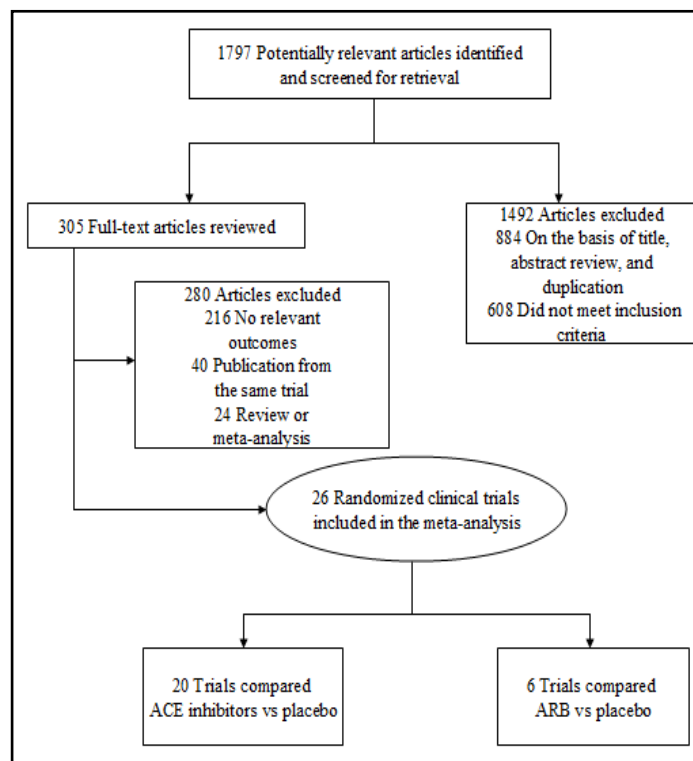 1797 Potentially relevant articles identified
and screened for retrieval
305 Full-text articles reviewed
1492 Articles excluded
884 On the basis of title,
abstract review, and
duplication
608 Did not meet inclusion
criteria
280 Articles excluded
216 No relevant
outcomes
40 Publication from
the same trial
24 Review or
meta-analysis
26 Randomized clinical trials
included in the meta-analysis
20 Trials compared
ACE inhibitors vs placebo
6 Trials compared
ARB vs placebo